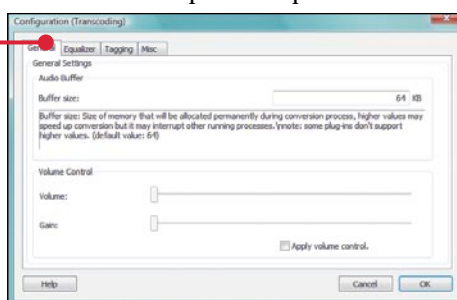 Configuration (Transcoding)
General Equalizer Tagging Misc
General Settings
Audio Buffer
Buffer size: 64 KB
Buffer size: Size of memory that will be allocated permanently during conversion process, higher values may
speed up conversion but it may interrupt other running processes.\nnote: some plug-ins don't support
higher values. (default value: 64)
Volume Control
Volume:
Gain:
Apply volume control.
Help Cancel OK